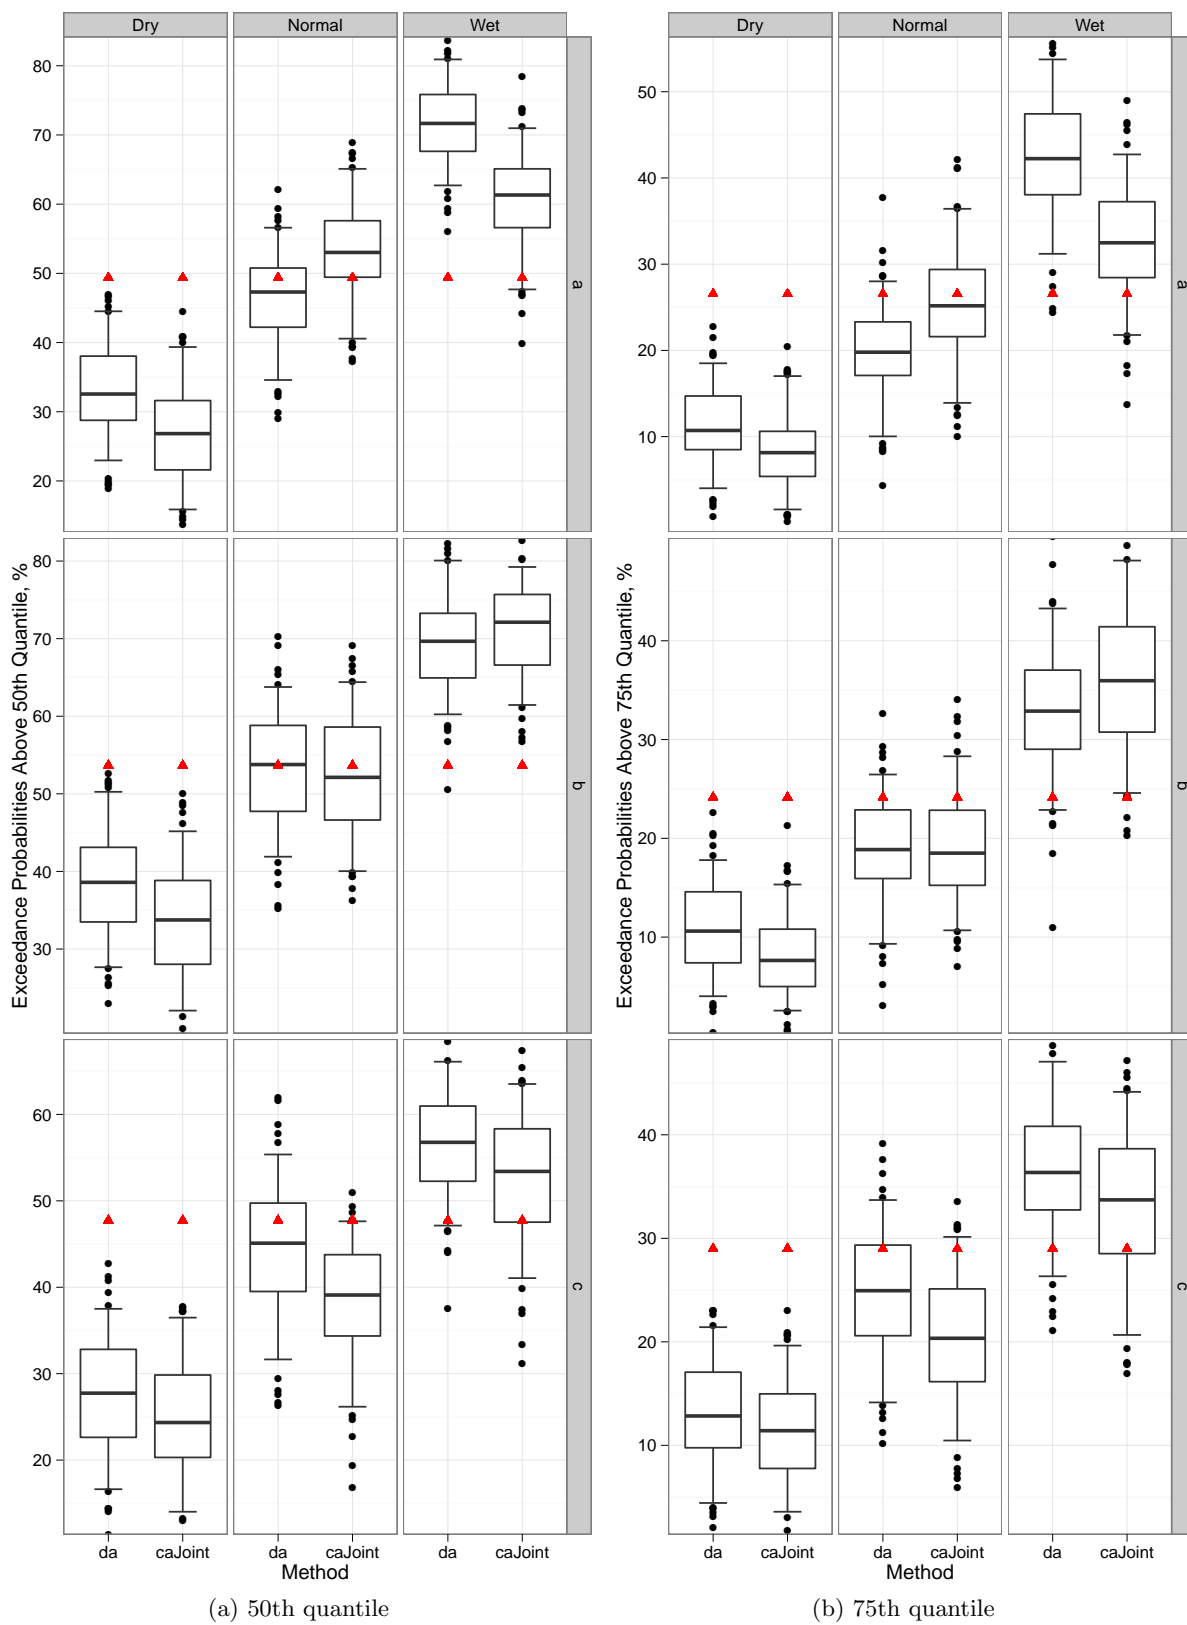 Dry Normal Wet
80
70
60
50
40
30
20
a
80
70
60
50
40
30
b
60
50
40
30
20
c
Exceedance Probabilities Above 50th Quantile, %
da caJoint da caJoint da caJoint
Method
(a) 50th quantile
Dry Normal Wet
50
40
30
20
10
a
40
30
20
10
b
40
30
20
10
c
Exceedance Probabilities Above 75th Quantile, %
da caJoint da caJoint da caJoint
Method
(b) 75th quantile